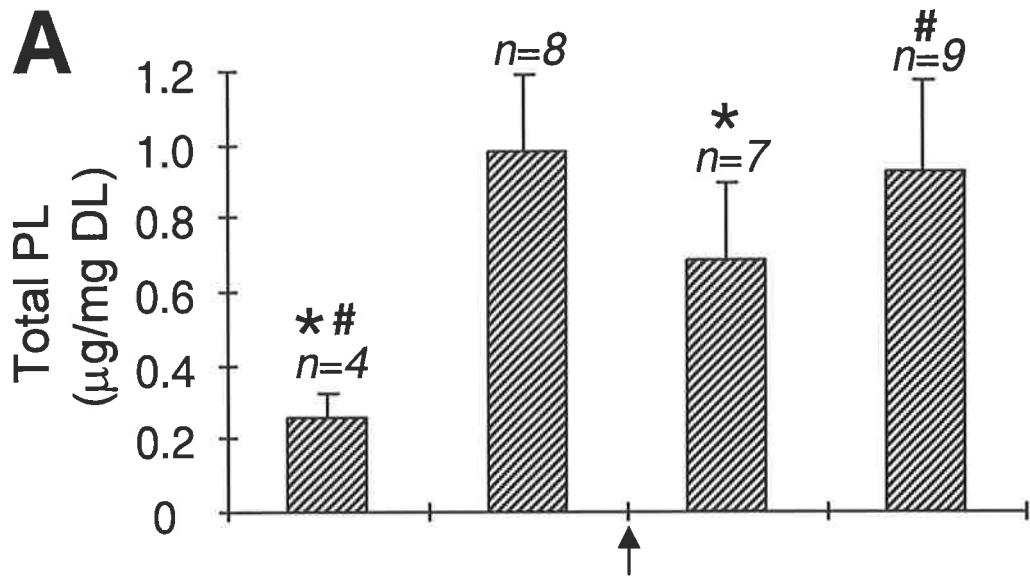 A
Total PL
(µg/mg DL)
1.2
1.0
0.8
0.6
0.4
0.2
0
*#
n=4
n=8
*
n=7
#
n=9